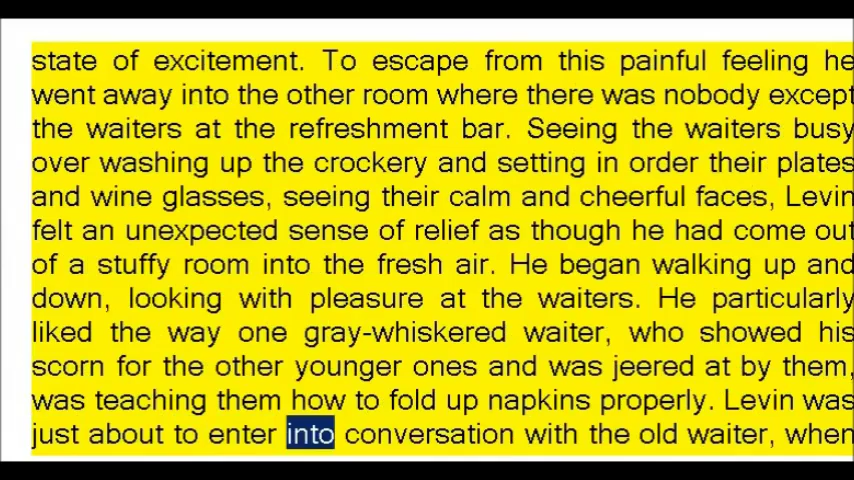 state of excitement. To escape from this painful feeling he
went away into the other room where there was nobody except
the waiters at the refreshment bar. Seeing the waiters busy
over washing up the crockery and setting in order their plates
and wine glasses, seeing their calm and cheerful faces, Levin
felt an unexpected sense of relief as though he had come out
of a stuffy room into the fresh air. He began walking up and
down, looking with pleasure at the waiters. He particularly
liked the way one gray-whiskered waiter, who showed his
scorn for the other younger ones and was jeered at by them,
was teaching them how to fold up napkins properly. Levin was
just about to enter into conversation with the old waiter, when